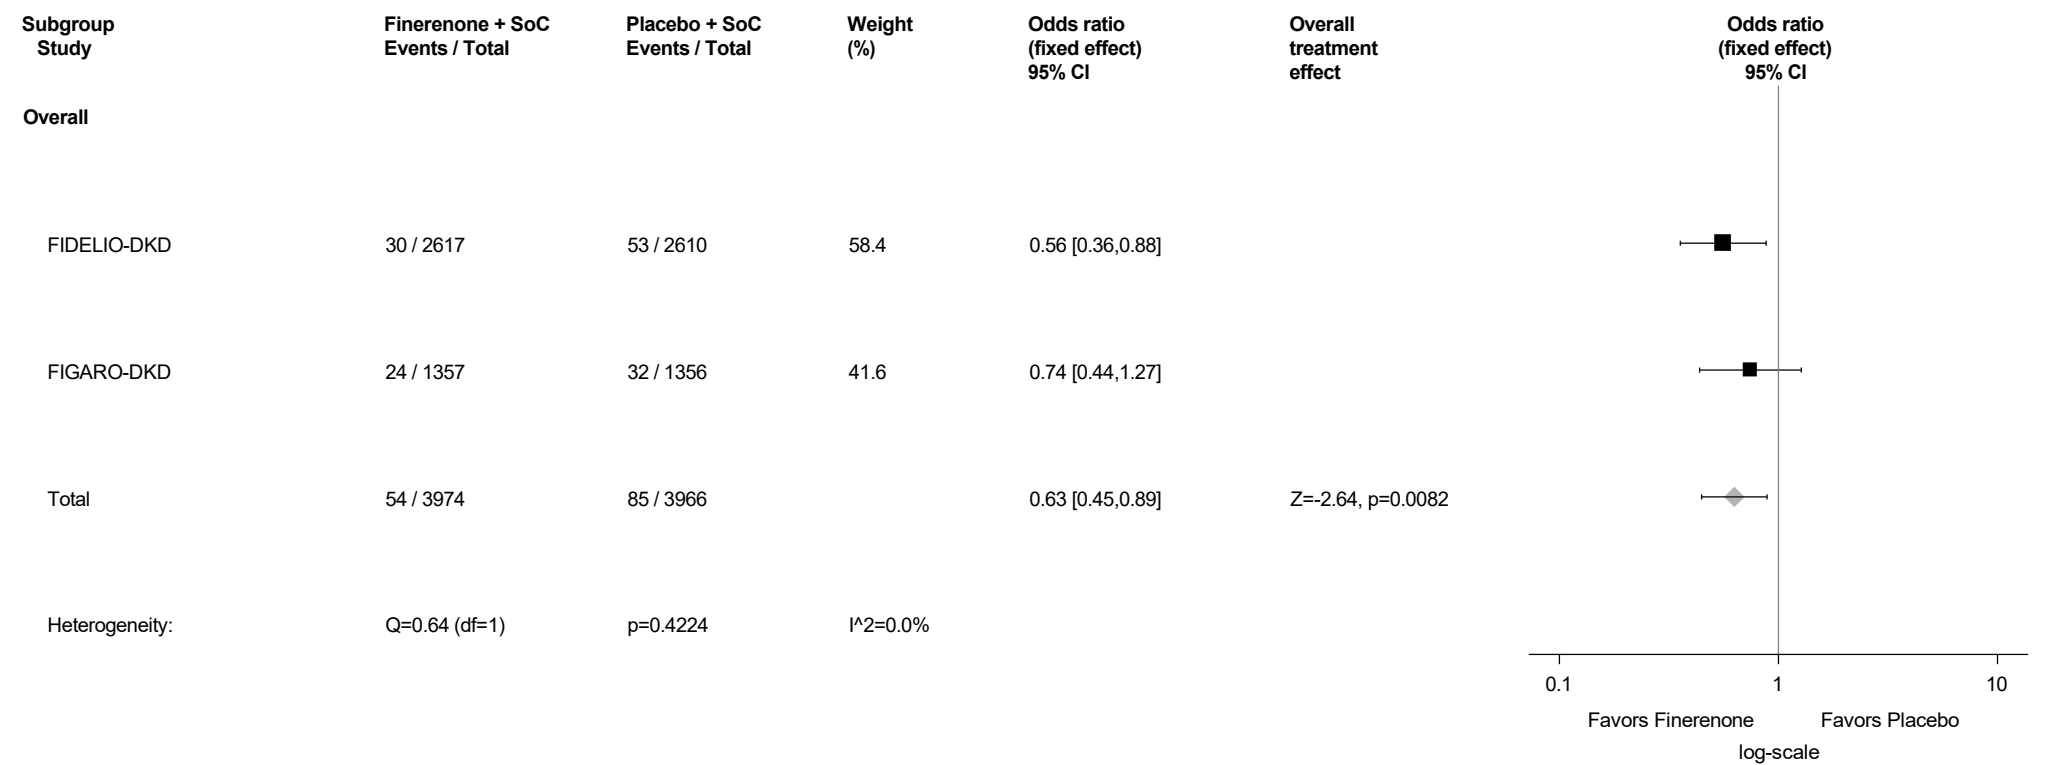 Subgroup Finerenone + SoC Placebo + SoC Weight Odds ratio Overall Odds ratio
Study Events / Total Events / Total (%) (fixed effect) treatment (fixed effect)
95% CI effect 95% CI
Overall
FIDELIO-DKD 30 / 2617 53 / 2610 58.4 0.56 [0.36,0.88]
FIGARO-DKD 24 / 1357 32 / 1356 41.6 0.74 [0.44,1.27]
Total 54 / 3974 85 / 3966 0.63 [0.45,0.89] Z=-2.64, p=0.0082
Heterogeneity: Q=0.64 (df=1) p=0.4224 I^2=0.0%
0.1 1 10
Favors Finerenone Favors Placebo
log-scale